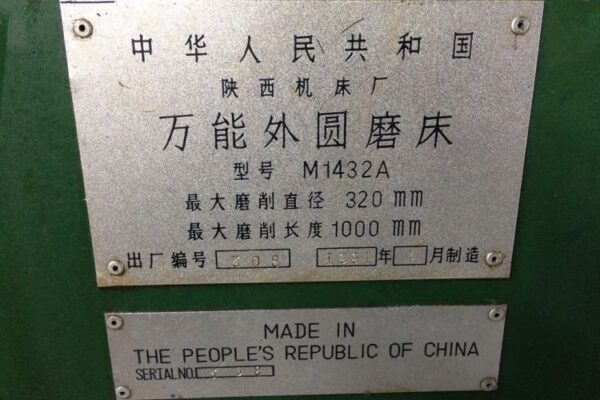 中华人民共和国
陕西机床厂
万能外圆磨床
型号 M1432A
最大磨削直径 320 mm
最大磨削长度 1000 mm
出厂编号 年 月制造
MADE IN
THE PEOPLE'S REPUBLIC OF CHINA
SERIAL NO.